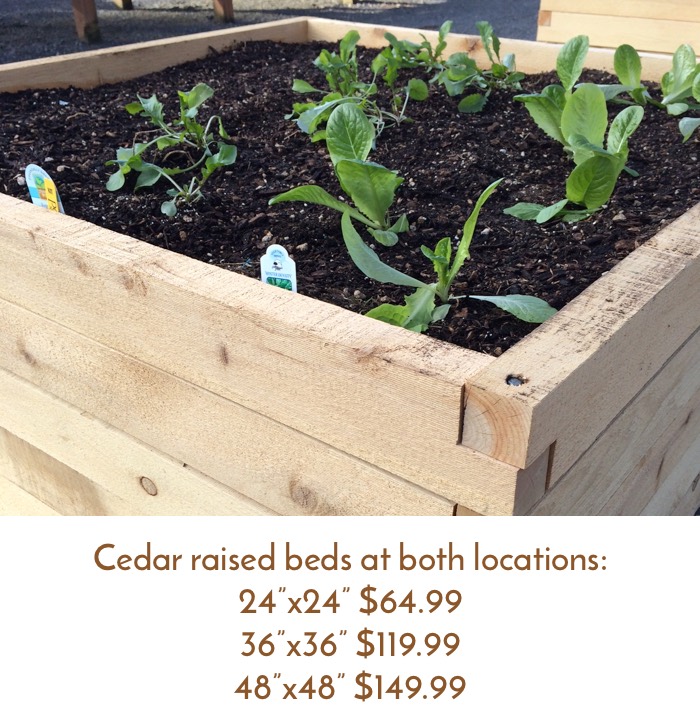 Cedar raised beds at both locations:
24”x24” $64.99
36”x36” $119.99
48”x48” $149.99